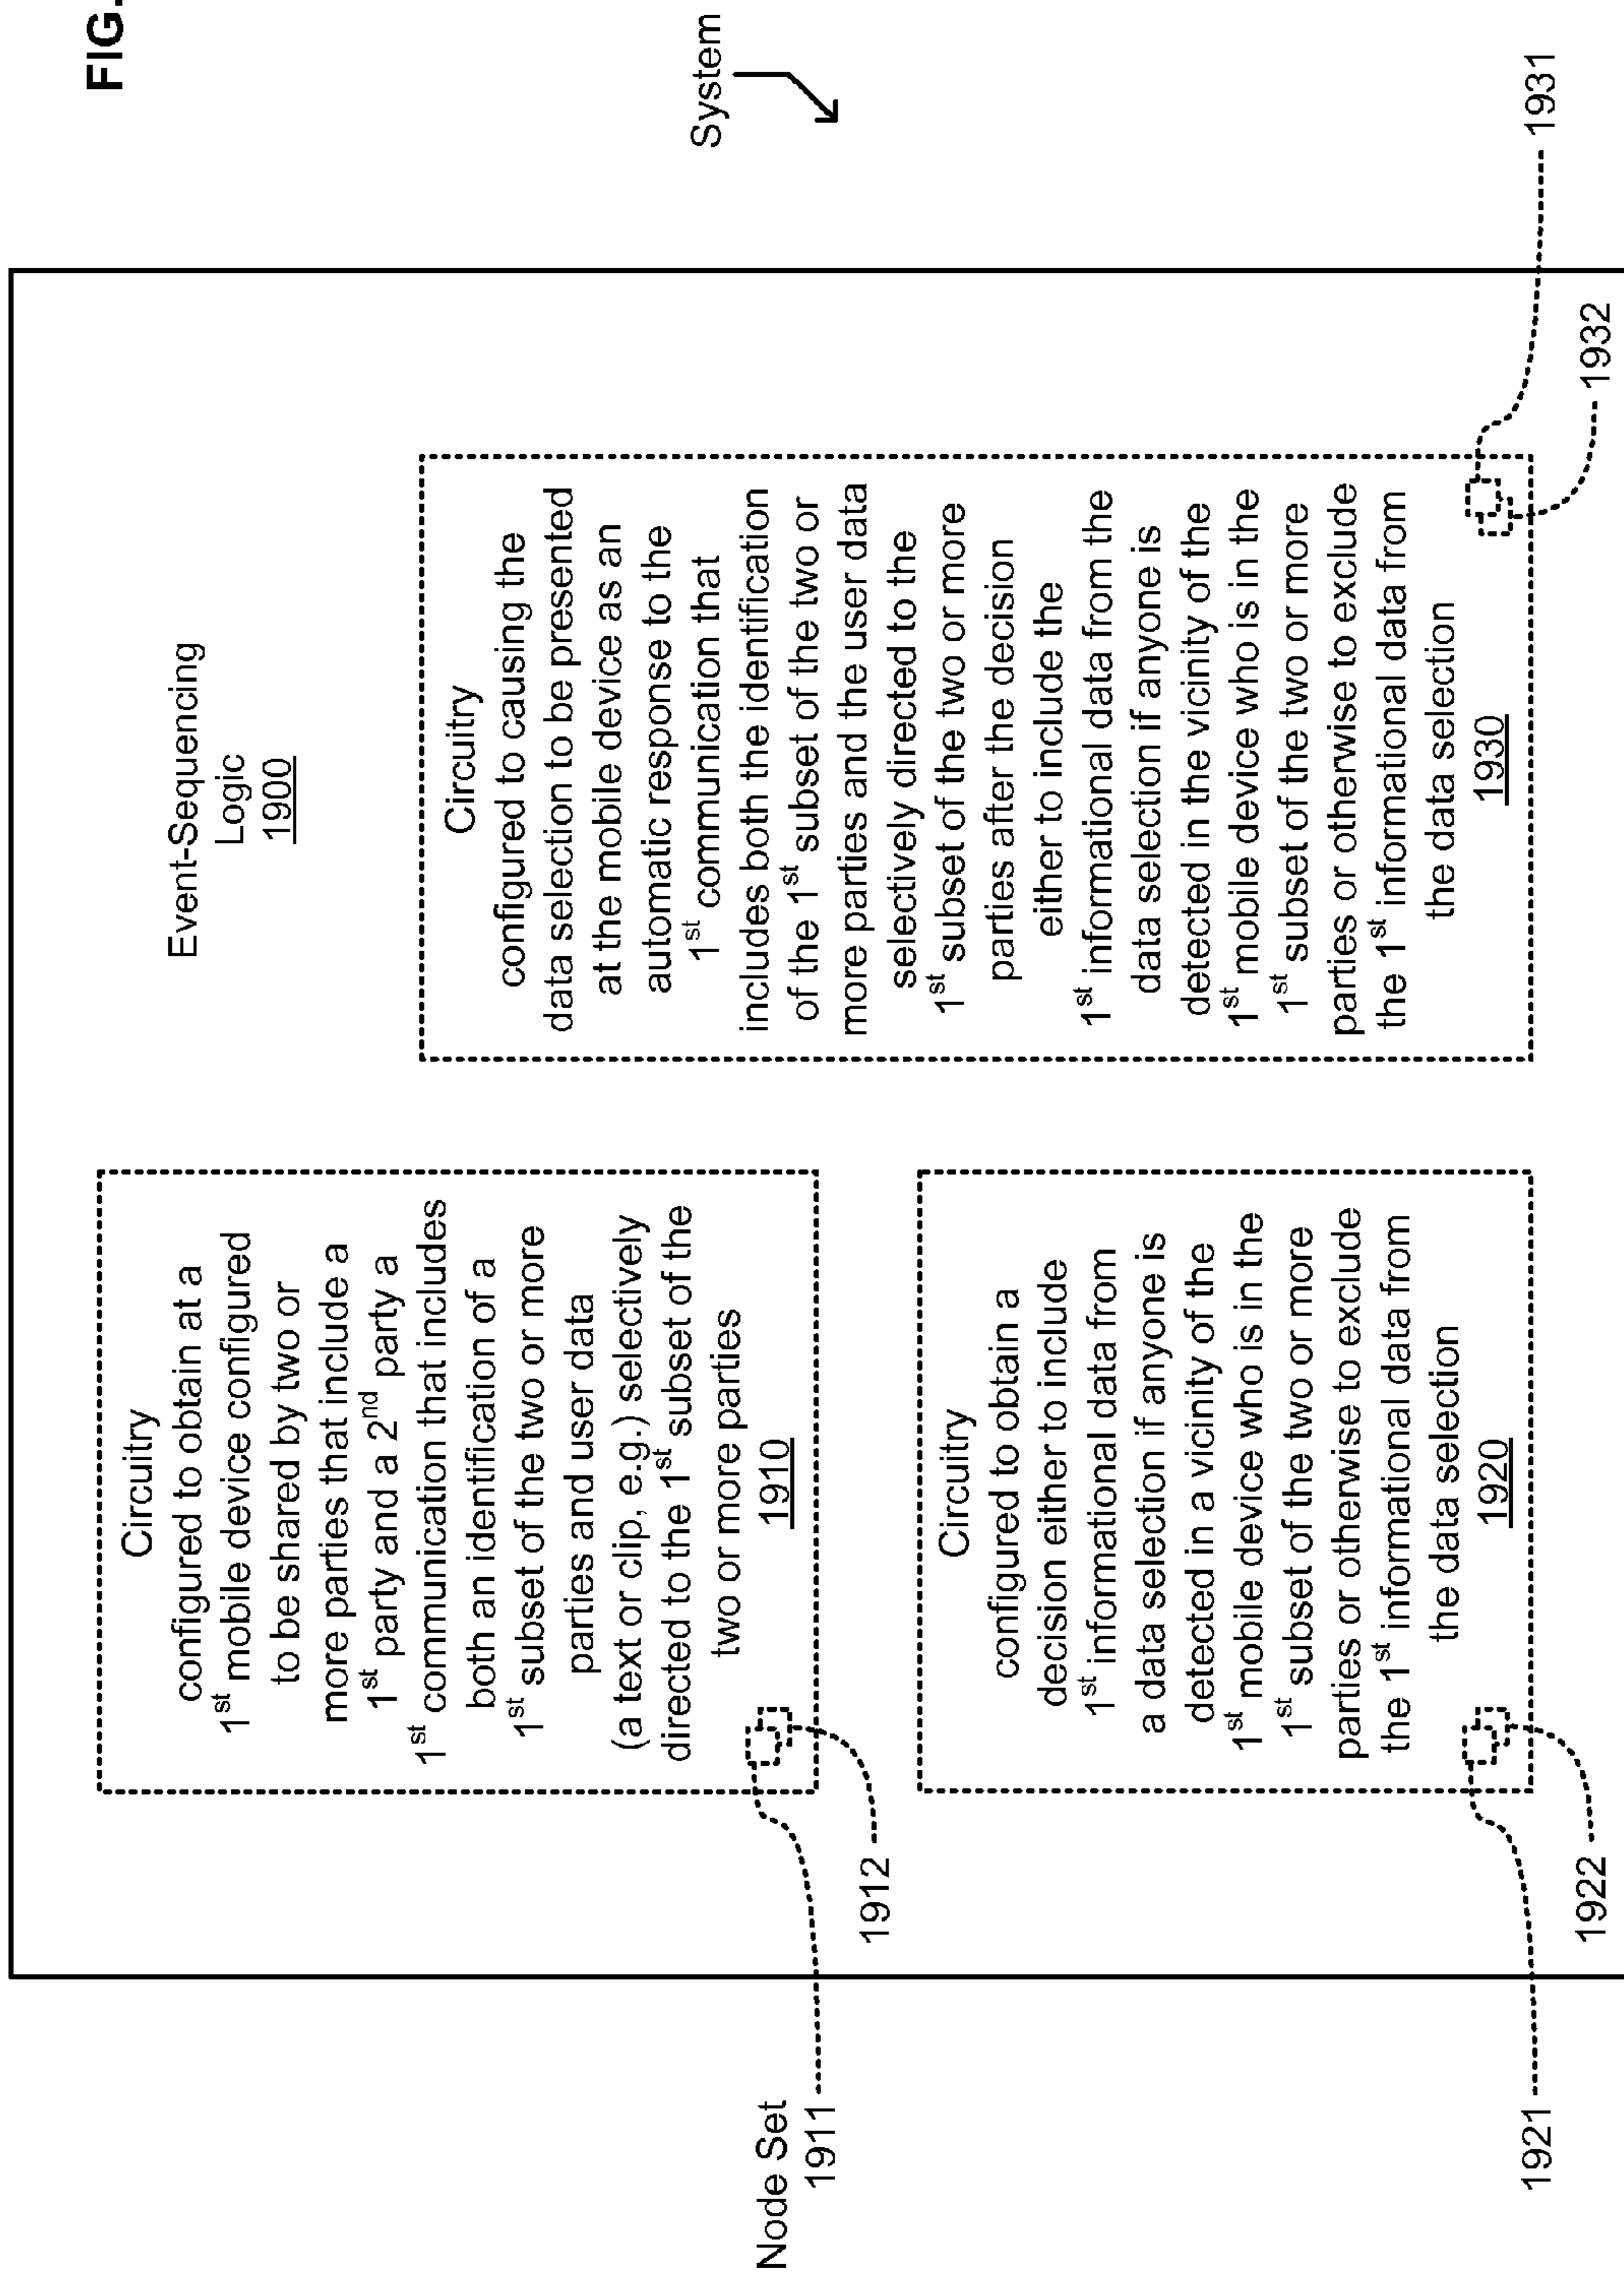 FIG.
System
Event-Sequencing
Logic
1900
Circuitry
configured to obtain at a
1st mobile device configured
to be shared by two or
more parties that include a
1st party and a 2nd party a
1st communication that includes
both an identification of a
1st subset of the two or more
parties and user data
(a text or clip, e.g.) selectively
directed to the 1st subset of the
two or more parties
1910
Node Set
1911
1912
Circuitry
configured to obtain a
decision either to include
1st informational data from
a data selection if anyone is
detected in a vicinity of the
1st mobile device who is in the
1st subset of the two or more
parties or otherwise to exclude
the 1st informational data from
the data selection
1920
1921
1922
Circuitry
configured to causing the
data selection to be presented
at the mobile device as an
automatic response to the
1st communication that
includes both the identification
of the 1st subset of the two or
more parties and the user data
selectively directed to the
1st subset of the two or more
parties after the decision
either to include the
1st informational data from the
data selection if anyone is
detected in the vicinity of the
1st mobile device who is in the
1st subset of the two or more
parties or otherwise to exclude
the 1st informational data from
the data selection
1930
1931
1932